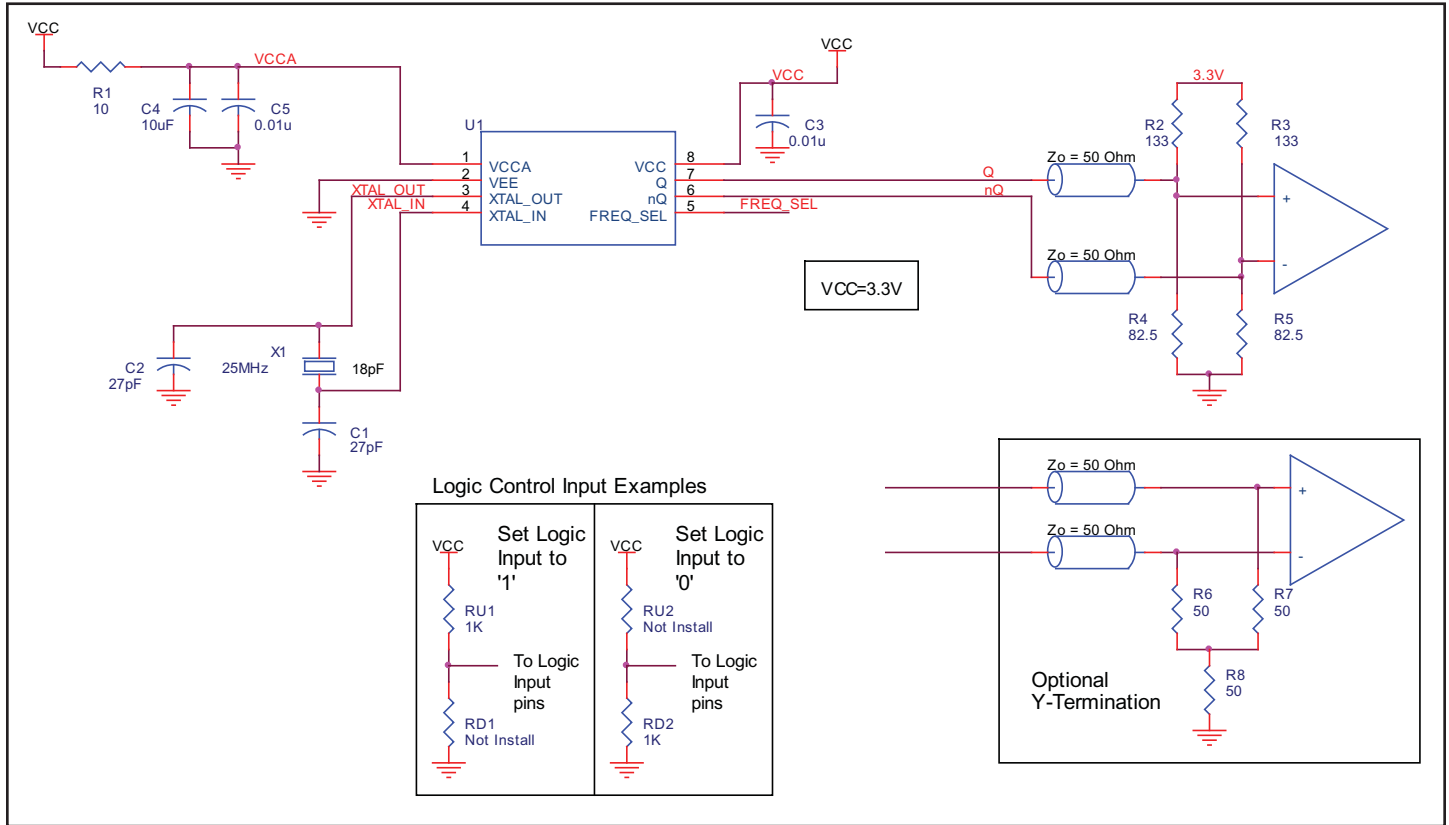 VCC
R1
10
VCCA
C4
10uF
C5
0.01u
VCC
VCC
C3
0.01u
U1
1
2
3
4
VCCA
VEE
XTAL_OUT
XTAL_IN
VCC
Q
nQ
FREQ_SEL
8
7
6
5
XTAL_OUT
XTAL_IN
Q
nQ
FREQ_SEL
VCC=3.3V
3.3V
R2
133
R3
133
Zo = 50 Ohm
Zo = 50 Ohm
+
-
R4
82.5
R5
82.5
C2
27pF
X1
25MHz
18pF
C1
27pF
Logic Control Input Examples
VCC
Set Logic
Input to
'1'
RU1
1K
To Logic
Input
pins
RD1
Not Install
VCC
Set Logic
Input to
'0'
RU2
Not Install
To Logic
Input
pins
RD2
1K
Zo = 50 Ohm
Zo = 50 Ohm
+
-
R6
50
R7
50
R8
50
Optional
Y-Termination